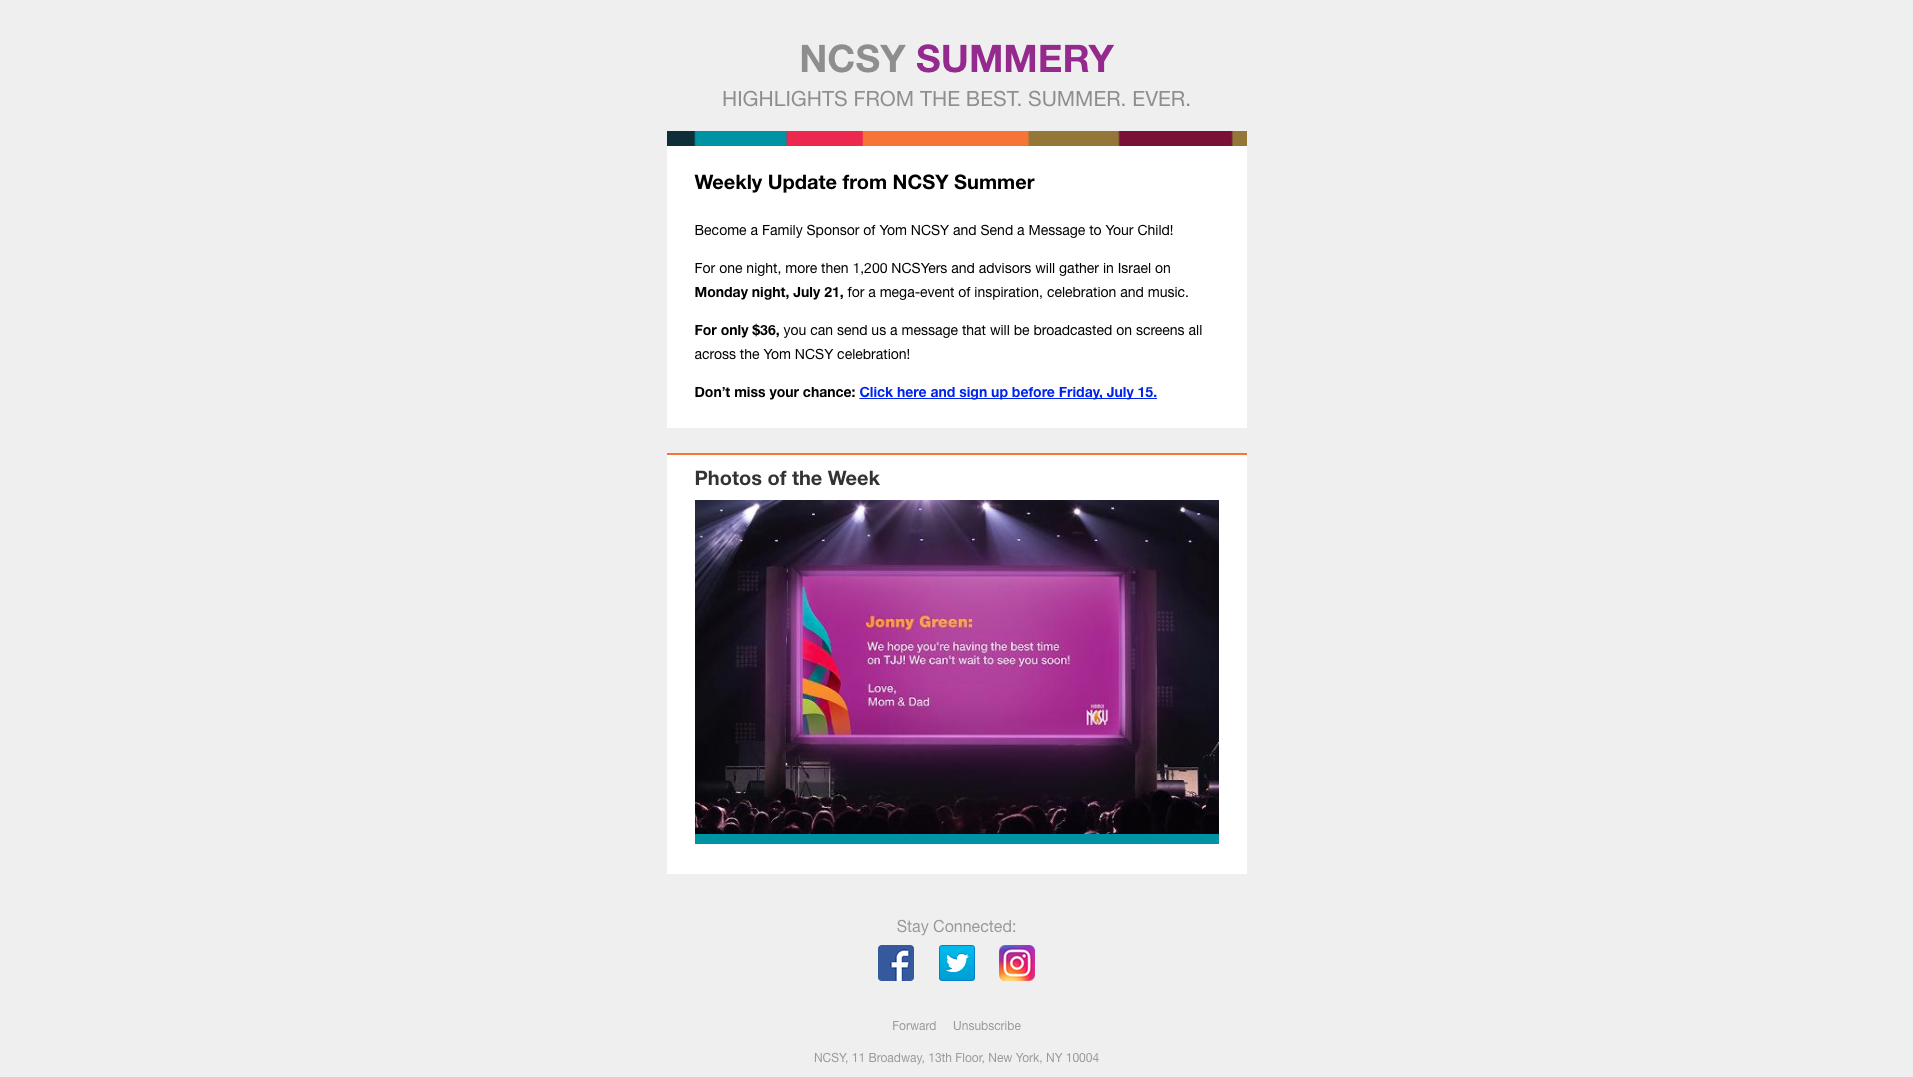 NCSY SUMMERY
HIGHLIGHTS FROM THE BEST. SUMMER. EVER.
Weekly Update from NCSY Summer
Become a Family Sponsor of Yom NCSY and Send a Message to Your Child!
For one night, more then 1,200 NCSYers and advisors will gather in Israel on
Monday night, July 21, for a mega-event of inspiration, celebration and music.
For only $36, you can send us a message that will be broadcasted on screens all
across the Yom NCSY celebration!
Don’t miss your chance: Click here and sign up before Friday, July 15.
Photos of the Week
Jonny Green:
We hope you're having the best time
on TJJ! We can't wait to see you soon!
Love,
Mom & Dad
NCSY
Stay Connected:
Forward Unsubscribe
NCSY, 11 Broadway, 13th Floor, New York, NY 10004